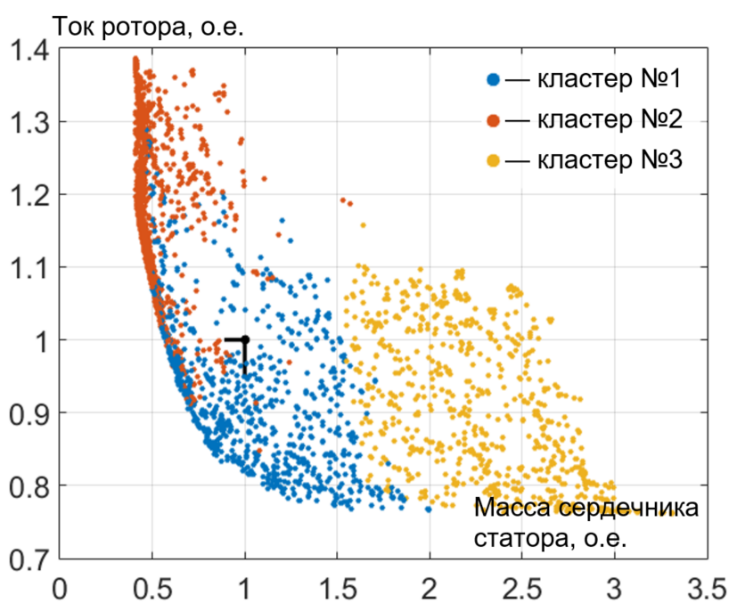 Ток ротора, о.е.
1.4
кластер №1
1.3
кластер №2
кластер №3
1.2
1.1
1
0.9
0.8
Масса сердечника
статора, о.е.
0.7
0 0.5 1 1.5 2 2.5 3 3.5